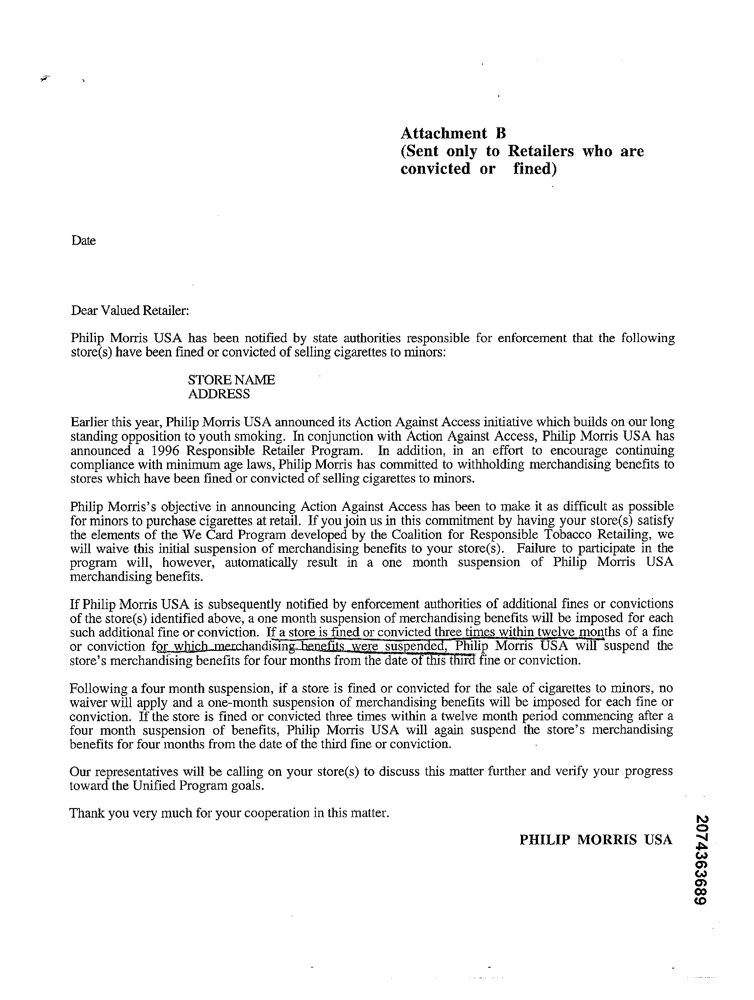 Attachment B
(Sent only to Retailers who are
convicted or fined)
Date
Dear Valued Retailer:
Philip Morris USA has been notified by state authorities responsible for enforcement that the following
store(s) have been fined or convicted of selling cigarettes to minors:
STORE NAME
ADDRESS
Earlier this year, Philip Morris USA announced its Action Against Access initiative which builds on our long
standing opposition to youth smoking. In conjunction with Action Against Access, Philip Morris USA has
announced a 1996 Responsible Retailer Program. In addition, in an effort to encourage continuing
compliance with minimum age laws, Philip Morris has committed to withholding merchandising benefits to
stores which have been fined or convicted of selling cigarettes to minors.
Philip Morris's objective in announcing Action Against Access has been to make it as difficult as possible
for minors to purchase cigarettes at retail. If you join us in this commitment by having your store(s) satisfy
the elements of the We Card Program developed by the Coalition for Responsible Tobacco Retailing, we
will waive this initial suspension of merchandising benefits to your store(s). Failure to participate in the
program will, however, automatically result in a one month suspension of Philip Morris USA
merchandising benefits.
If Philip Morris USA is subsequently notified by enforcement authorities of additional fines or convictions
of the store(s) identified above, a one month suspension of merchandising benefits will be imposed for each
such additional fine or conviction. If a store is fined or convicted three times within twelve months of a fine
or conviction for which merchandising benefits were suspended, Philip Morris USA will suspend the
store's merchandising benefits for four months from the date of this third fine or conviction.
Following a four month suspension, if a store is fined or convicted for the sale of cigarettes to minors, no
waiver will apply and a one-month suspension of merchandising benefits will be imposed for each fine or
conviction. If the store is fined or convicted three times within a twelve month period commencing after a
four month suspension of benefits, Philip Morris USA will again suspend the store's merchandising
benefits for four months from the date of the third fine or conviction.
Our representatives will be calling on your store(s) to discuss this matter further and verify your progress
toward the Unified Program goals.
Thank you very much for your cooperation in this matter.
PHILIP MORRIS USA
2074363689